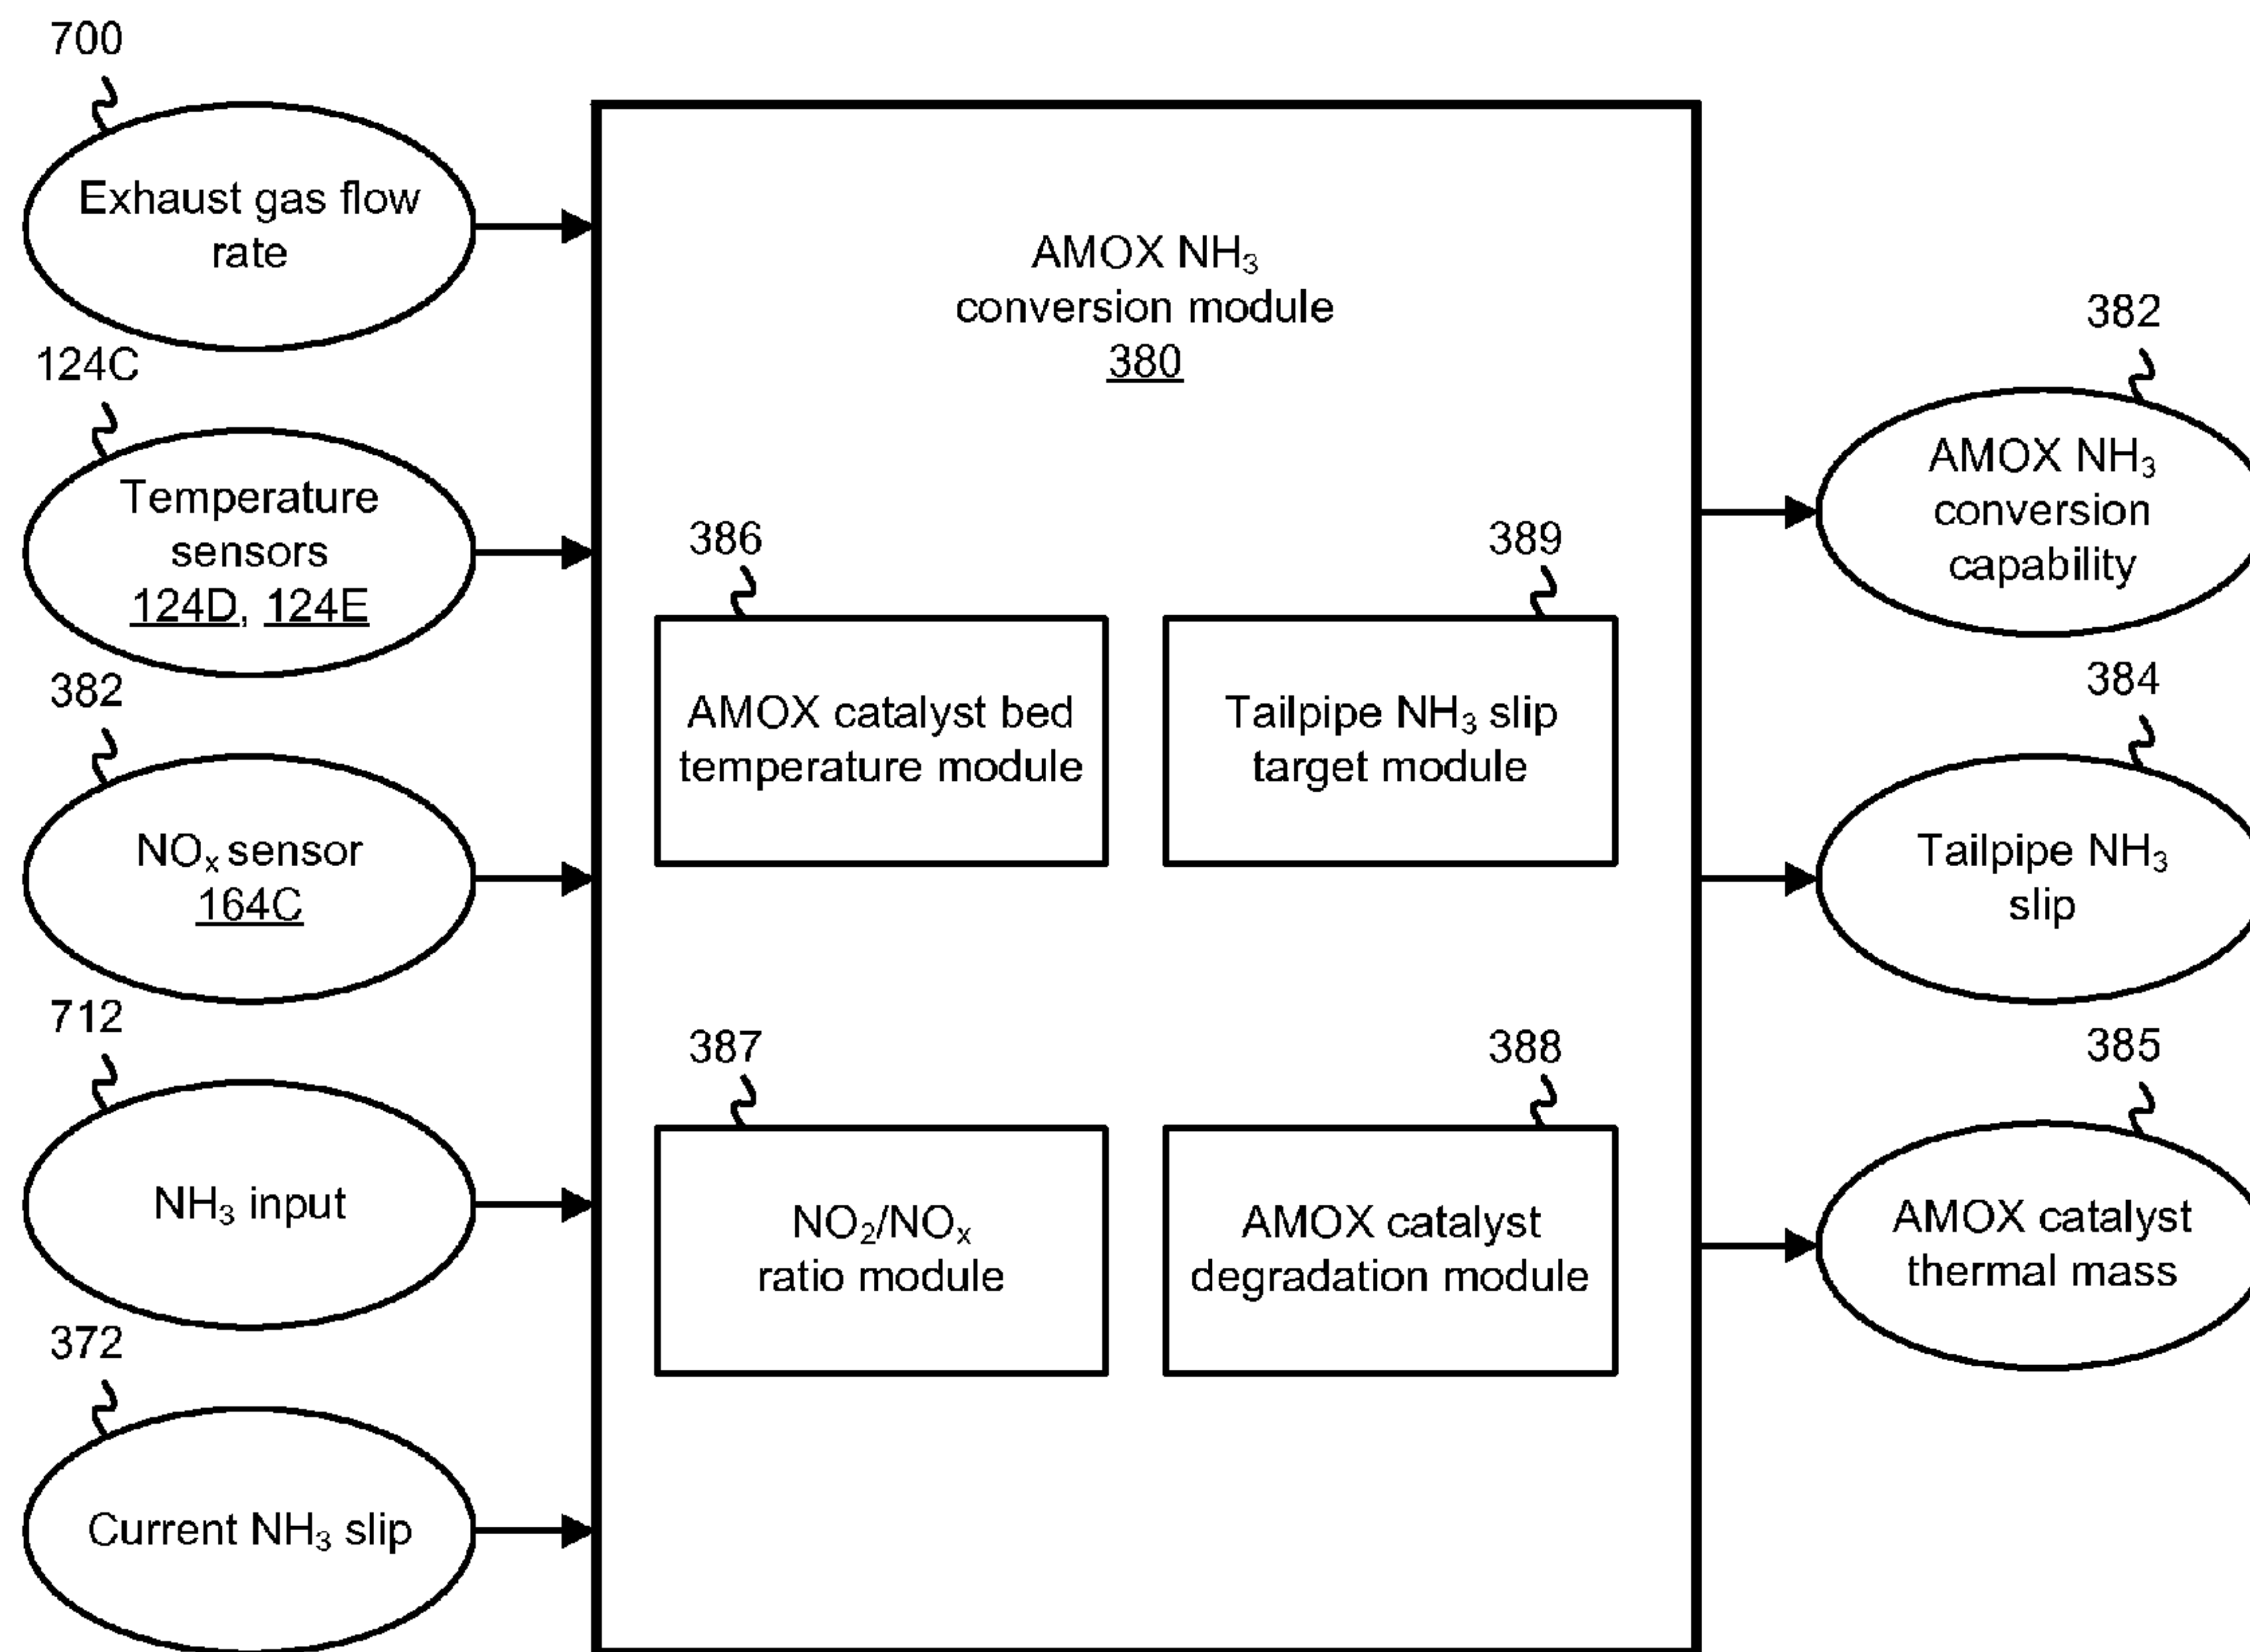 700
Exhaust gas flow
rate
124C
Temperature
sensors
124D, 124E
382
NOx sensor
164C
712
NH3 input
372
Current NH3 slip
AMOX NH3
conversion module
380
386
AMOX catalyst bed
temperature module
389
Tailpipe NH3 slip
target module
387
NO2/NOx
ratio module
388
AMOX catalyst
degradation module
382
AMOX NH3
conversion
capability
384
Tailpipe NH3
slip
385
AMOX catalyst
thermal mass